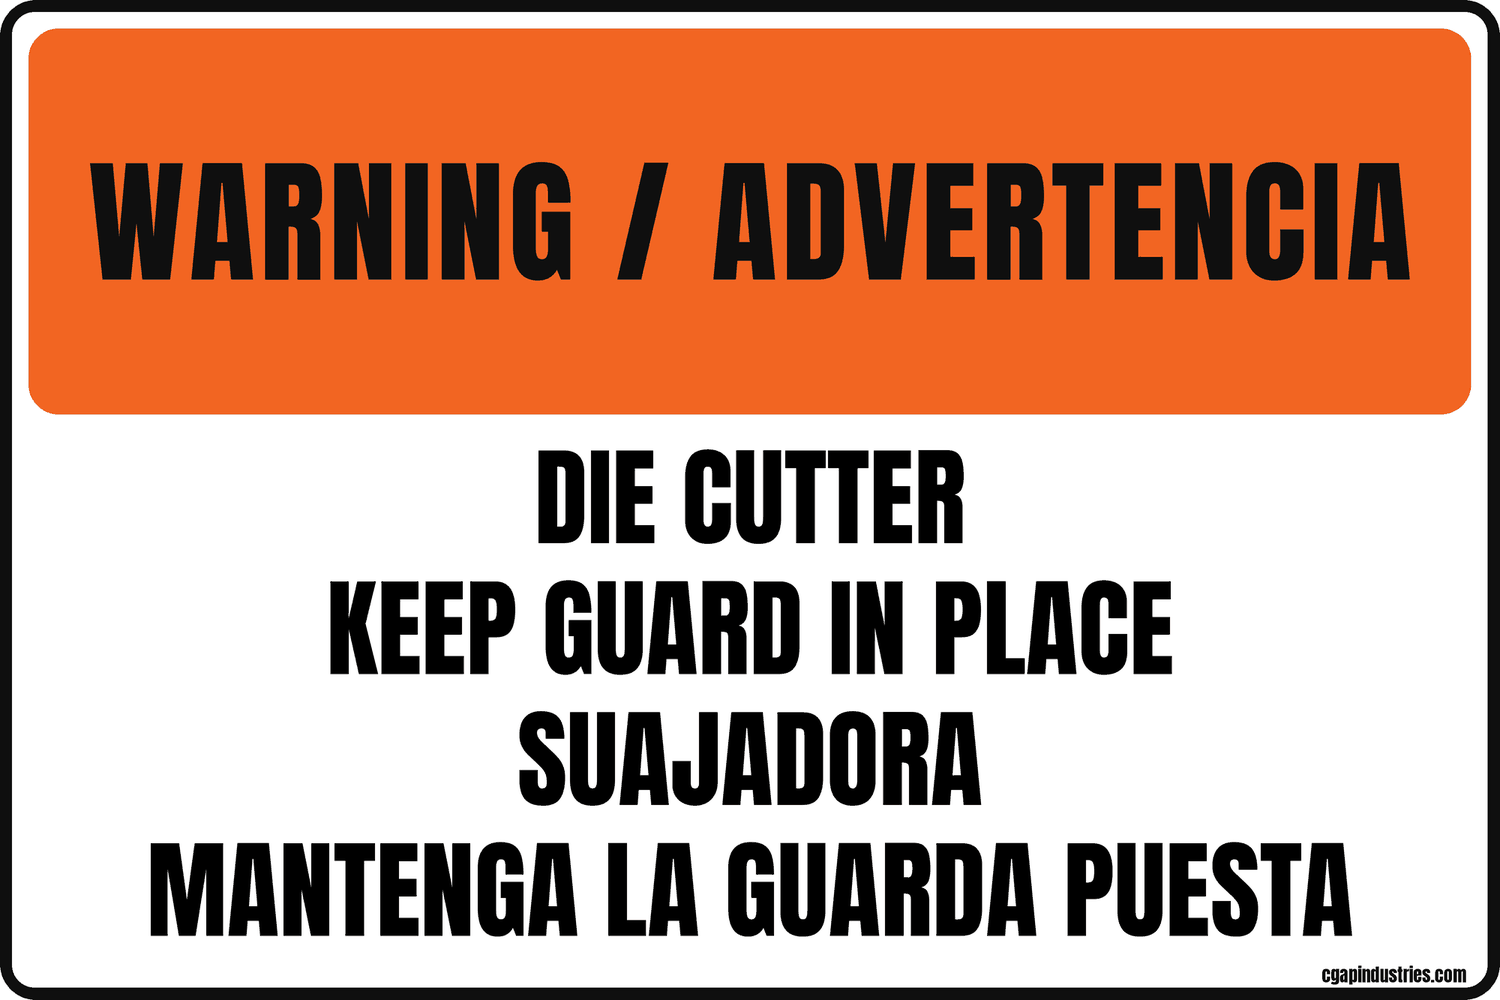 WARNING / ADVERTENCIA
DIE CUTTER
KEEP GUARD IN PLACE
SUAJADORA
MANTENGA LA GUARDA PUESTA
cgapindustries.com